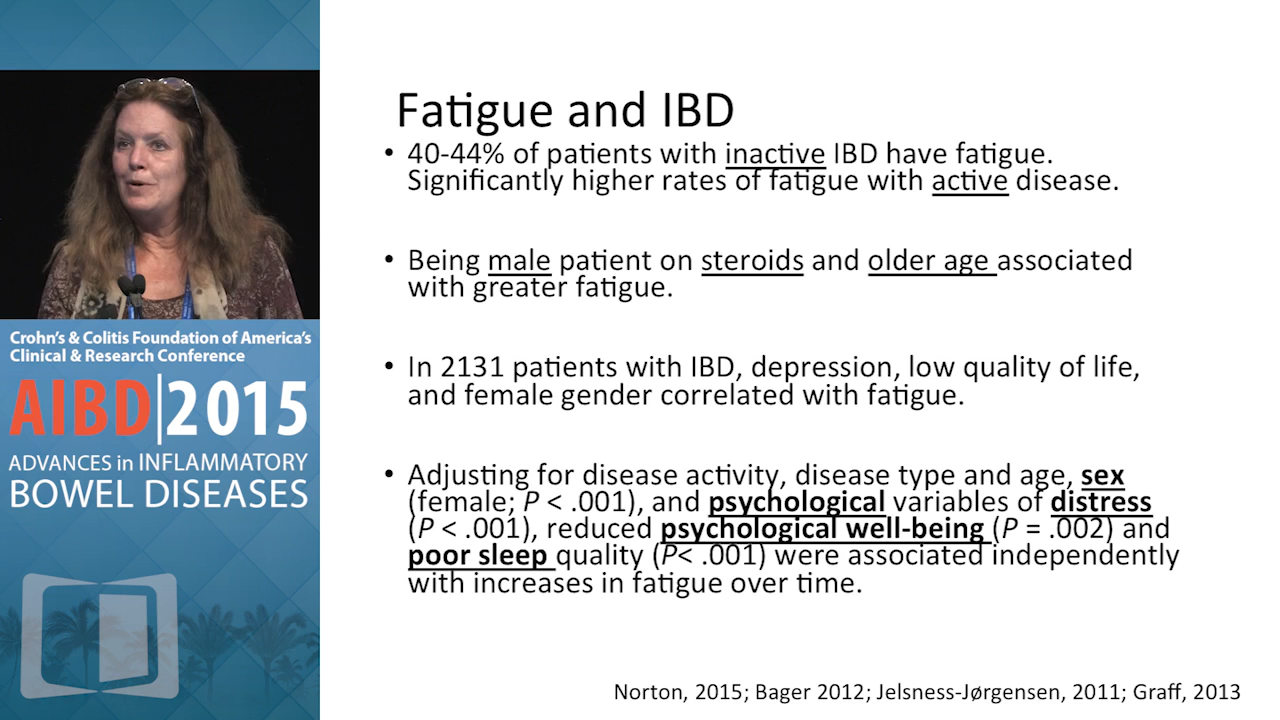 Crohn's & Colitis Foundation of America's
Clinical & Research Conference
AIBD|2015
ADVANCES in INFLAMMATORY
BOWEL DISEASES
Fatigue and IBD
• 40-44% of patients with inactive IBD have fatigue.
Significantly higher rates of fatigue with active disease.
• Being male patient on steroids and older age associated
with greater fatigue.
• In 2131 patients with IBD, depression, low quality of life,
and female gender correlated with fatigue.
• Adjusting for disease activity, disease type and age, sex
(female; P < .001), and psychological variables of distress
(P < .001), reduced psychological well-being (P = .002) and
poor sleep quality (P< .001) were associated independently
with increases in fatigue over time.
Norton, 2015; Bager 2012; Jelsness-Jørgensen, 2011; Graff, 2013